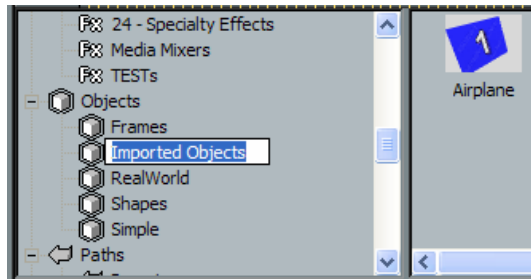 24 - Specialty Effects
Media Mixers
TESTs
Objects
Frames
Imported Objects
RealWorld
Shapes
Simple
Paths
1
Airplane